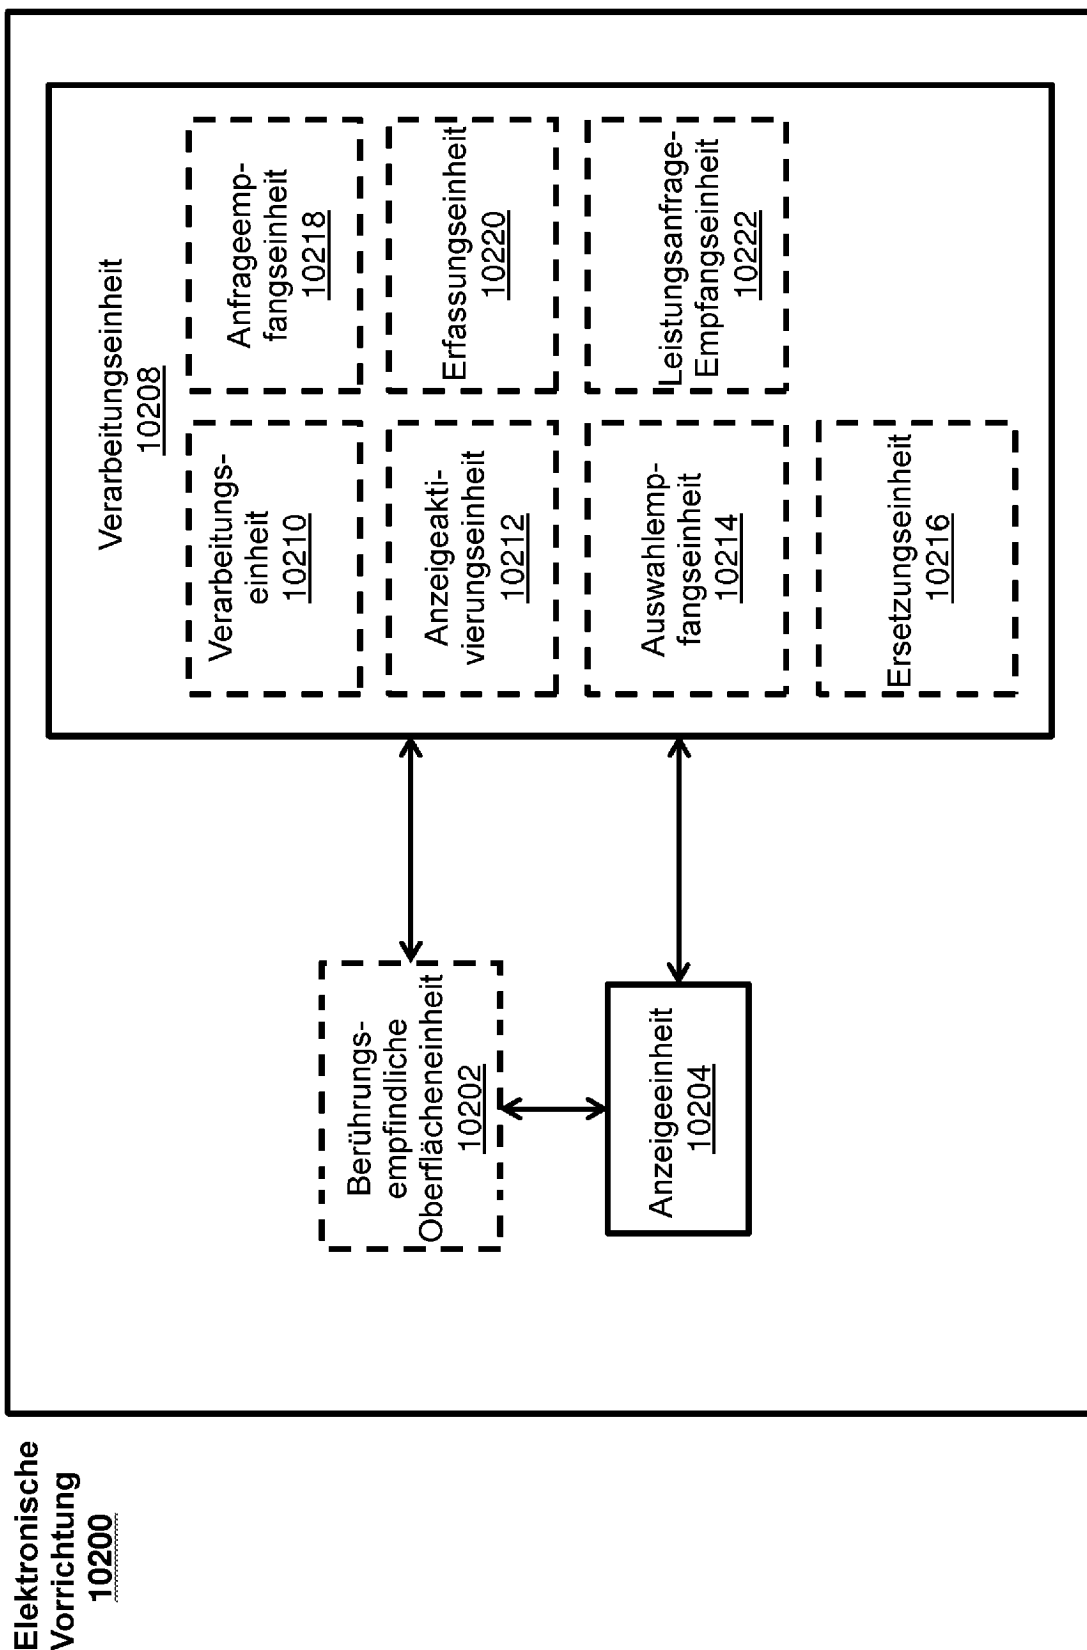 Elektronische
Vorrichtung
10200
Berührungs-
empfindliche
Oberflächeneinheit
10202
Anzeigeeinheit
10204
Verarbeitungseinheit
10208
Verarbeitungs-
einheit
10210
Anfrageemp-
fangseinheit
10218
Anzeigeakti-
vierungseinheit
10212
Erfassungseinheit
10220
Auswahlemp-
fangseinheit
10214
Leistungsanfrage-
Empfangseinheit
10222
Ersetzungseinheit
10216